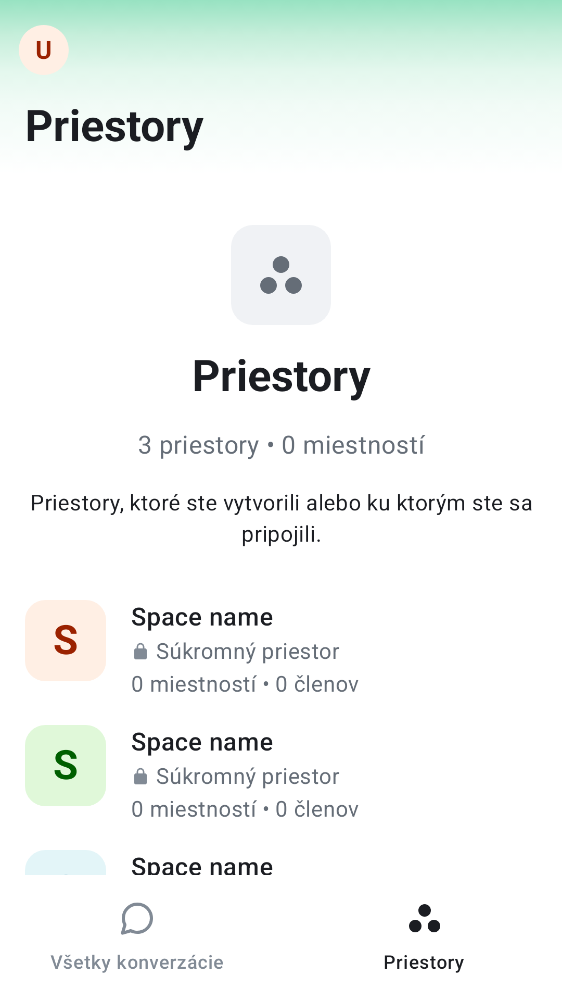 U
Priestory
Priestory
3 priestory • 0 miestností
Priestory, ktoré ste vytvorili alebo ku ktorým ste sa
pripojili.
S
Space name
Súkromný priestor
0 miestností • 0 členov
S
Space name
Súkromný priestor
0 miestností • 0 členov
Space name
Všetky konverzácie
Priestory